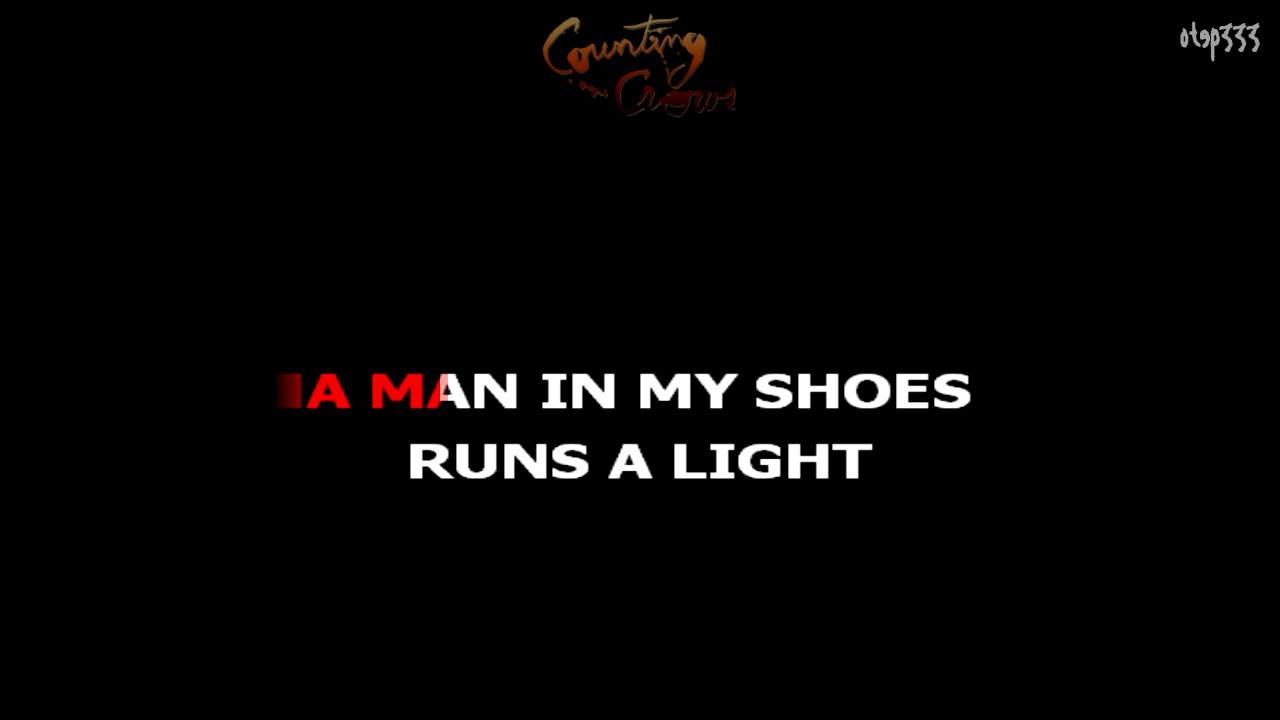 Counting
Crows
otep333
A MAN IN MY SHOES
RUNS A LIGHT